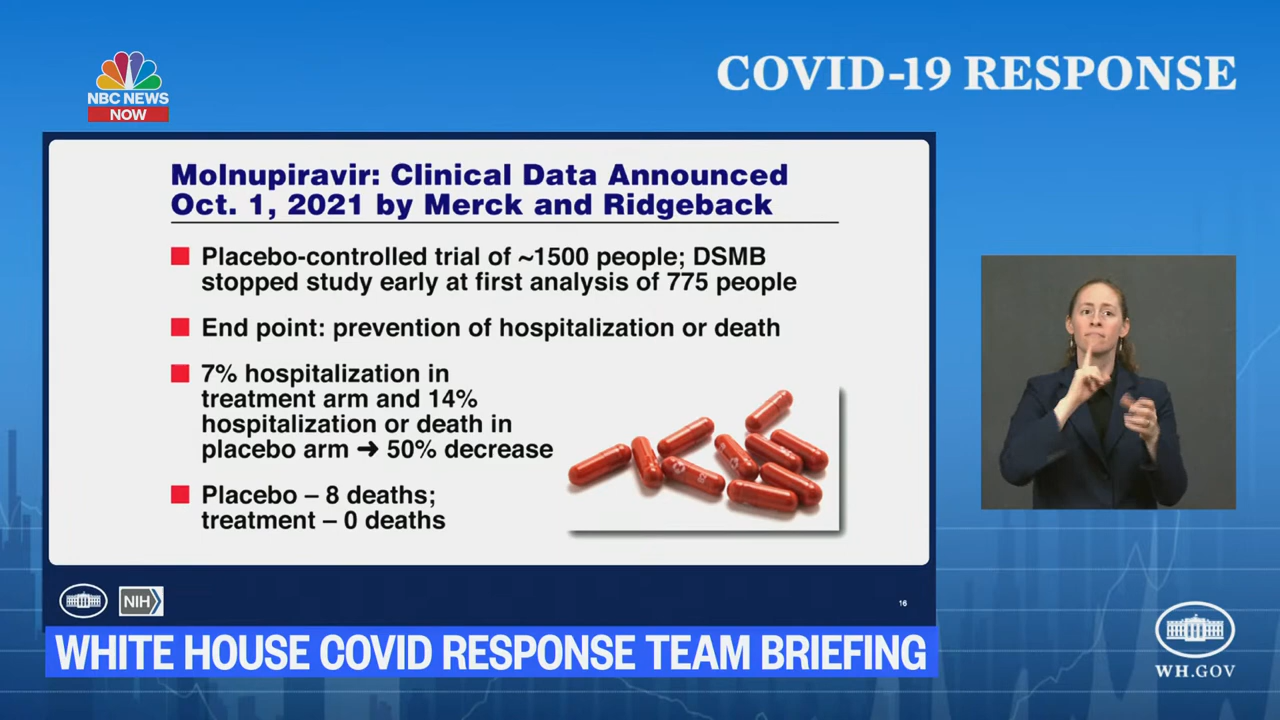 COVID-19 RESPONSE
NBC NEWS
NOW
Molnupiravir: Clinical Data Announced
Oct. 1, 2021 by Merck and Ridgeback
Placebo-controlled trial of ~1500 people; DSMB
stopped study early at first analysis of 775 people
End point: prevention of hospitalization or death
7% hospitalization in
treatment arm and 14%
hospitalization or death in
placebo arm → 50% decrease
Placebo – 8 deaths;
treatment – 0 deaths
NIH
16
WHITE HOUSE COVID RESPONSE TEAM BRIEFING
WH.GOV